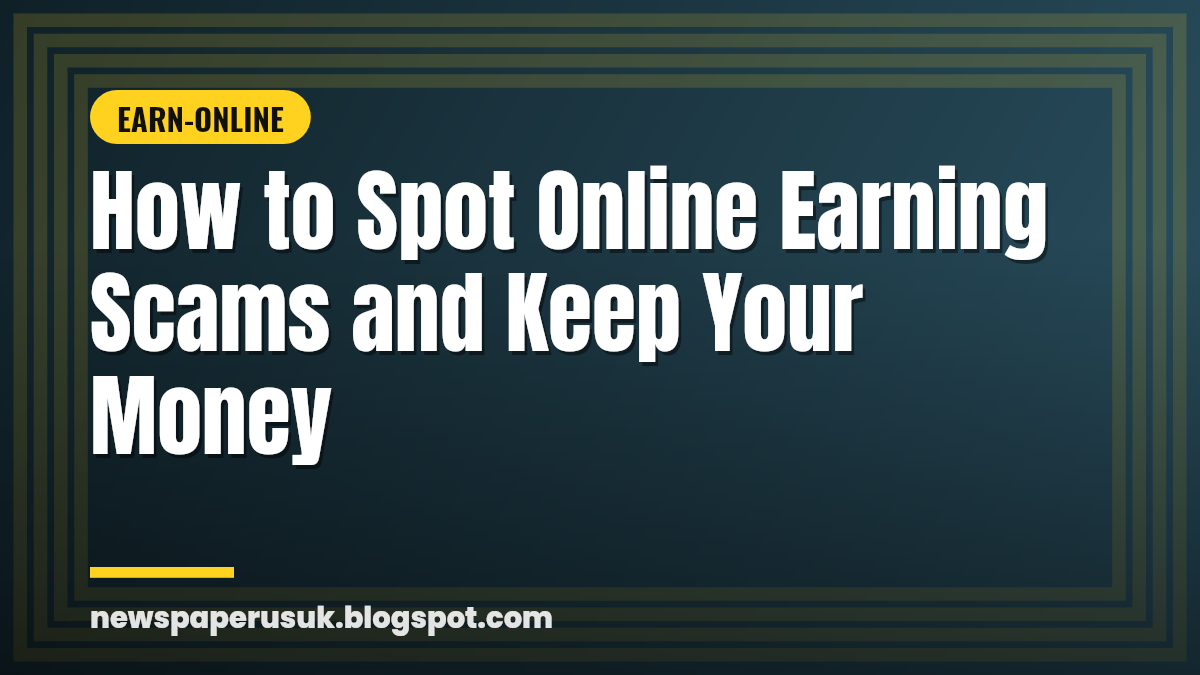 EARN-ONLINE
How to Spot Online Earning
Scams and Keep Your
Money
newspaperusuk.blogspot.com